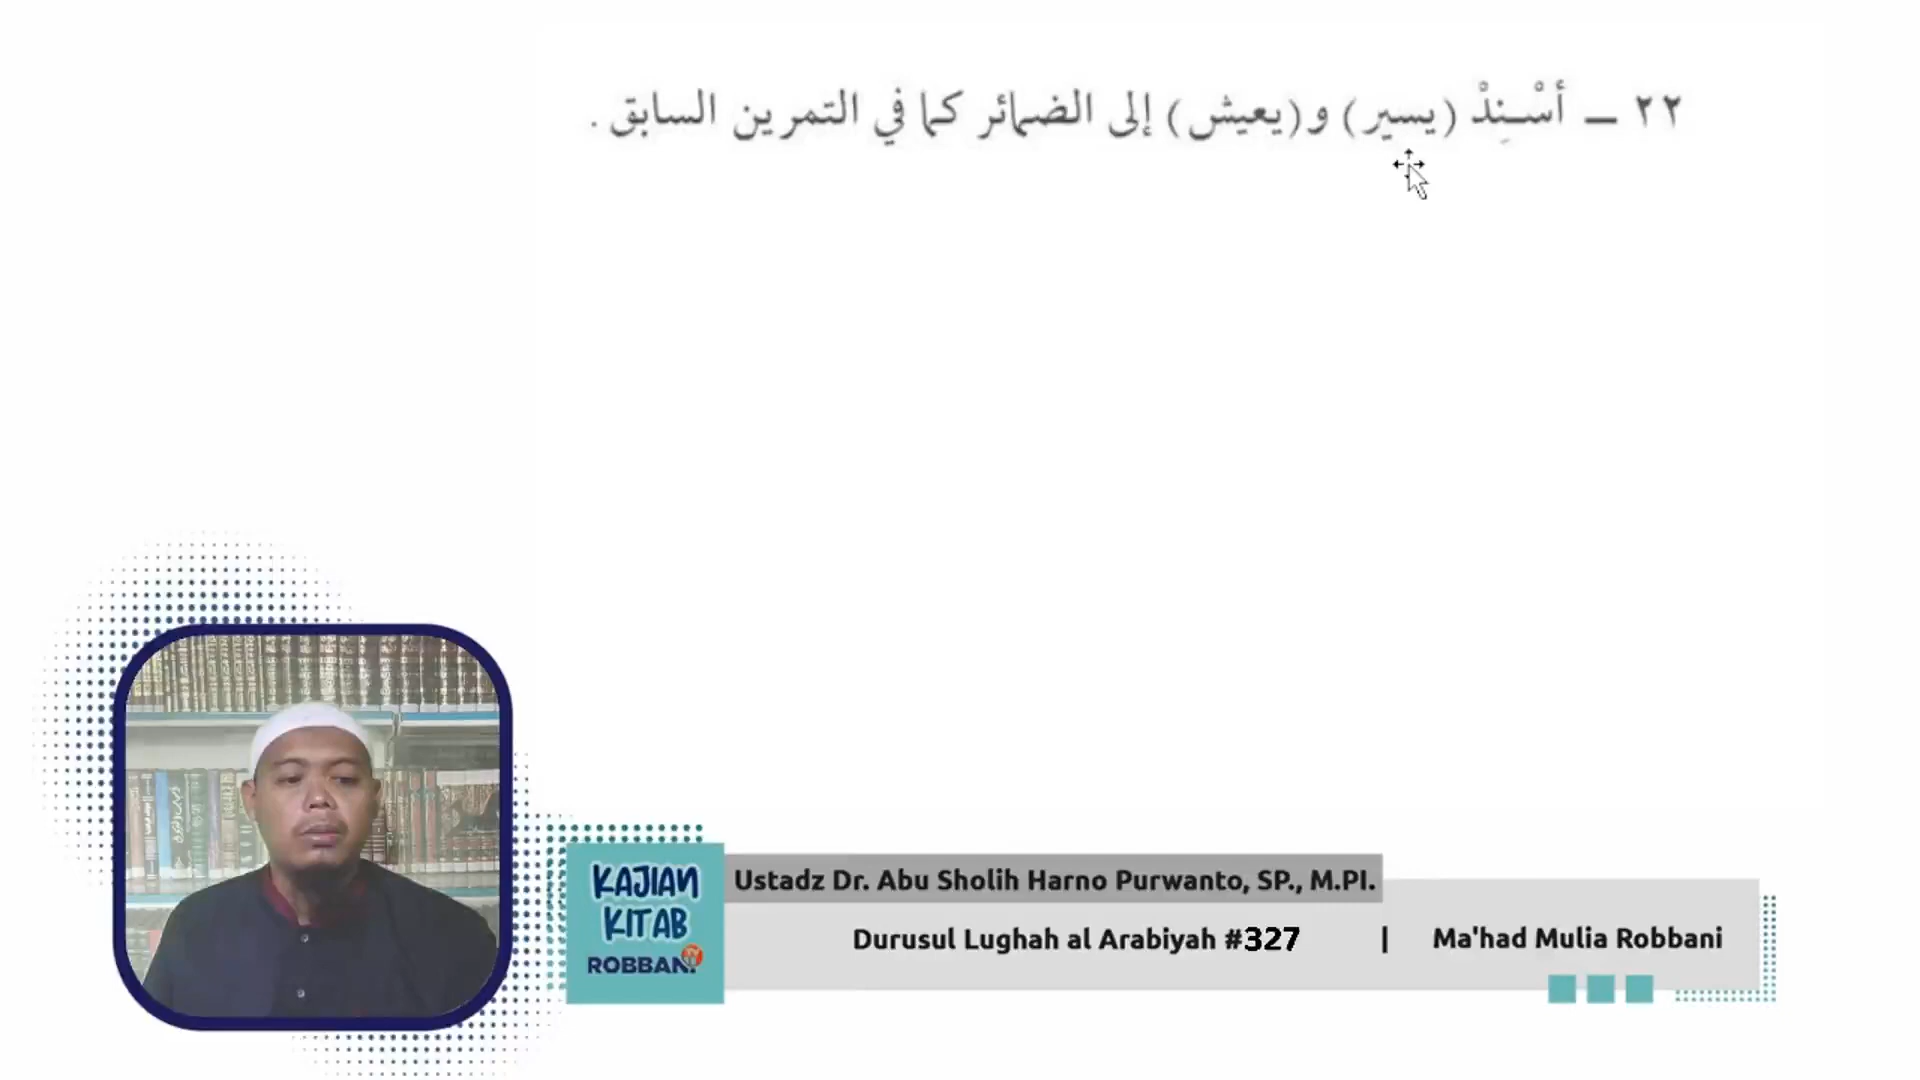 ٢٢ ـ أسْنِدْ (يسير) و(يعيش) إلى الضمائر كما في التمرين السابق .
KAJIAN
KITAB
ROBBANI
Ustadz Dr. Abu Sholih Harno Purwanto, SP., M.PI.
Durusul Lughah al Arabiyah #327 | Ma'had Mulia Robbani